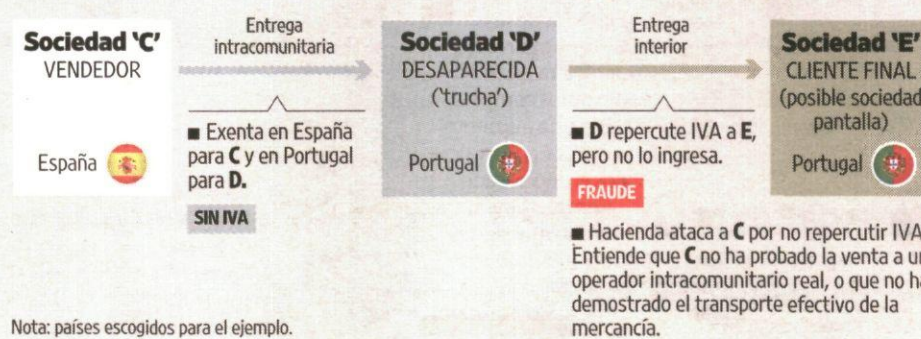 Sociedad ‘C’
VENDEDOR
España
Entrega
intracomunitaria
■ Exenta en España
para C y en Portugal
para D.
SIN IVA
Sociedad ‘D’
DESAPARECIDA
(‘trucha’)
Portugal
Entrega
interior
■ D repercute IVA a E,
pero no lo ingresa.
FRAUDE
■ Hacienda ataca a C por no repercutir IVA
Entiende que C no ha probado la venta a un
operador intracomunitario real, o que no ha
demostrado el transporte efectivo de la
mercancía.
Sociedad ‘E’
CLIENTE FINAL
(posible sociedad
pantalla)
Portugal
Nota: países escogidos para el ejemplo.